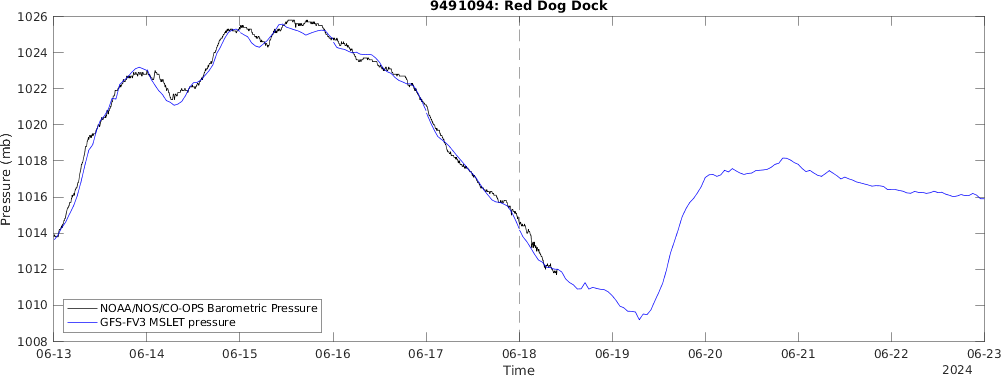 9491094: Red Dog Dock
1026
1024
1022
1020
1018
1016
1014
1012
1010
1008
Pressure (mb)
NOAA/NOS/CO-OPS Barometric Pressure
GFS-FV3 MSLET pressure
06-13 06-14 06-15 06-16 06-17 06-18 06-19 06-20 06-21 06-22 06-23
Time
2024